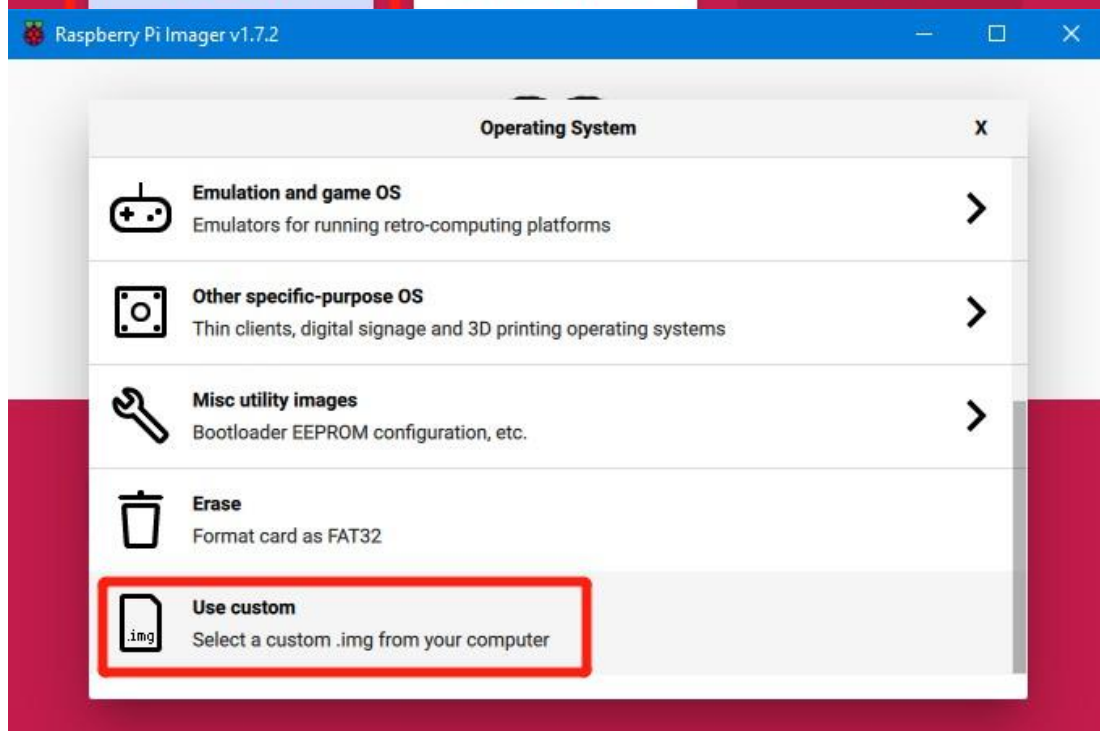 Raspberry Pi Imager v1.7.2
Operating System X
Emulation and game OS
Emulators for running retro-computing platforms
Other specific-purpose OS
Thin clients, digital signage and 3D printing operating systems
Misc utility images
Bootloader EEPROM configuration, etc.
Erase
Format card as FAT32
Use custom
.img
Select a custom .img from your computer